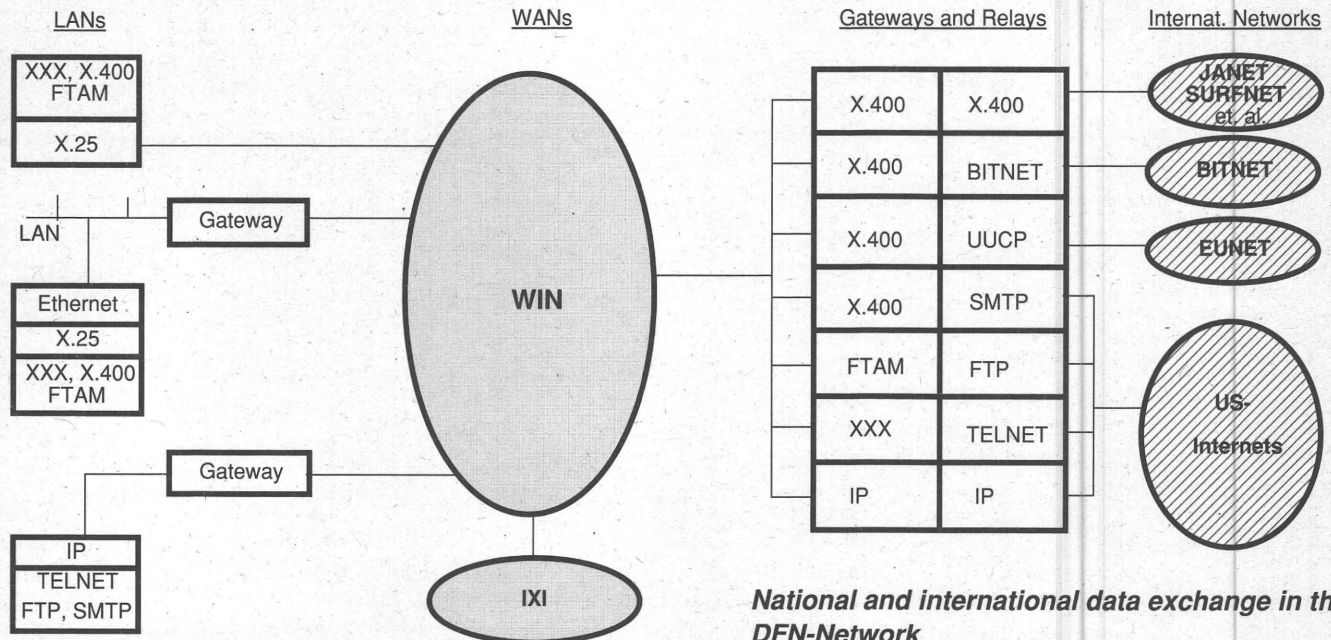 LANs
WANs
Gateways and Relays
Internat. Networks
XXX, X.400
FTAM
X.25
LAN
Gateway
Ethernet
X.25
XXX, X.400
FTAM
Gateway
IP
TELNET
FTP, SMTP
WIN
IXI
X.400 X.400
X.400 BITNET
X.400 UUCP
X.400 SMTP
FTAM FTP
XXX TELNET
IP IP
JANET
SURFNET
et. al.
BITNET
EUNET
US-
Internets
National and international data exchange in th
DFN-Network